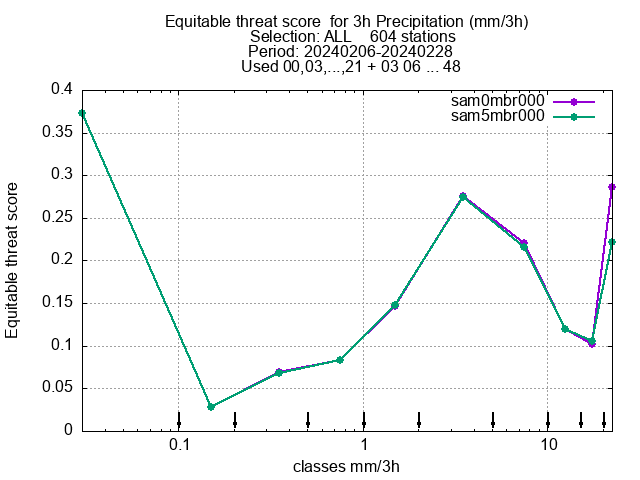 Equitable threat score  for 3h Precipitation (mm/3h)
Selection: ALL    604 stations
Period: 20240206-20240228
Used 00,03,...,21 + 03 06 ... 48
sam0mbr000
sam5mbr000
0.4
0.35
0.3
0.25
0.2
0.15
0.1
0.05
0
Equitable threat score
0.1 1 10
classes mm/3h